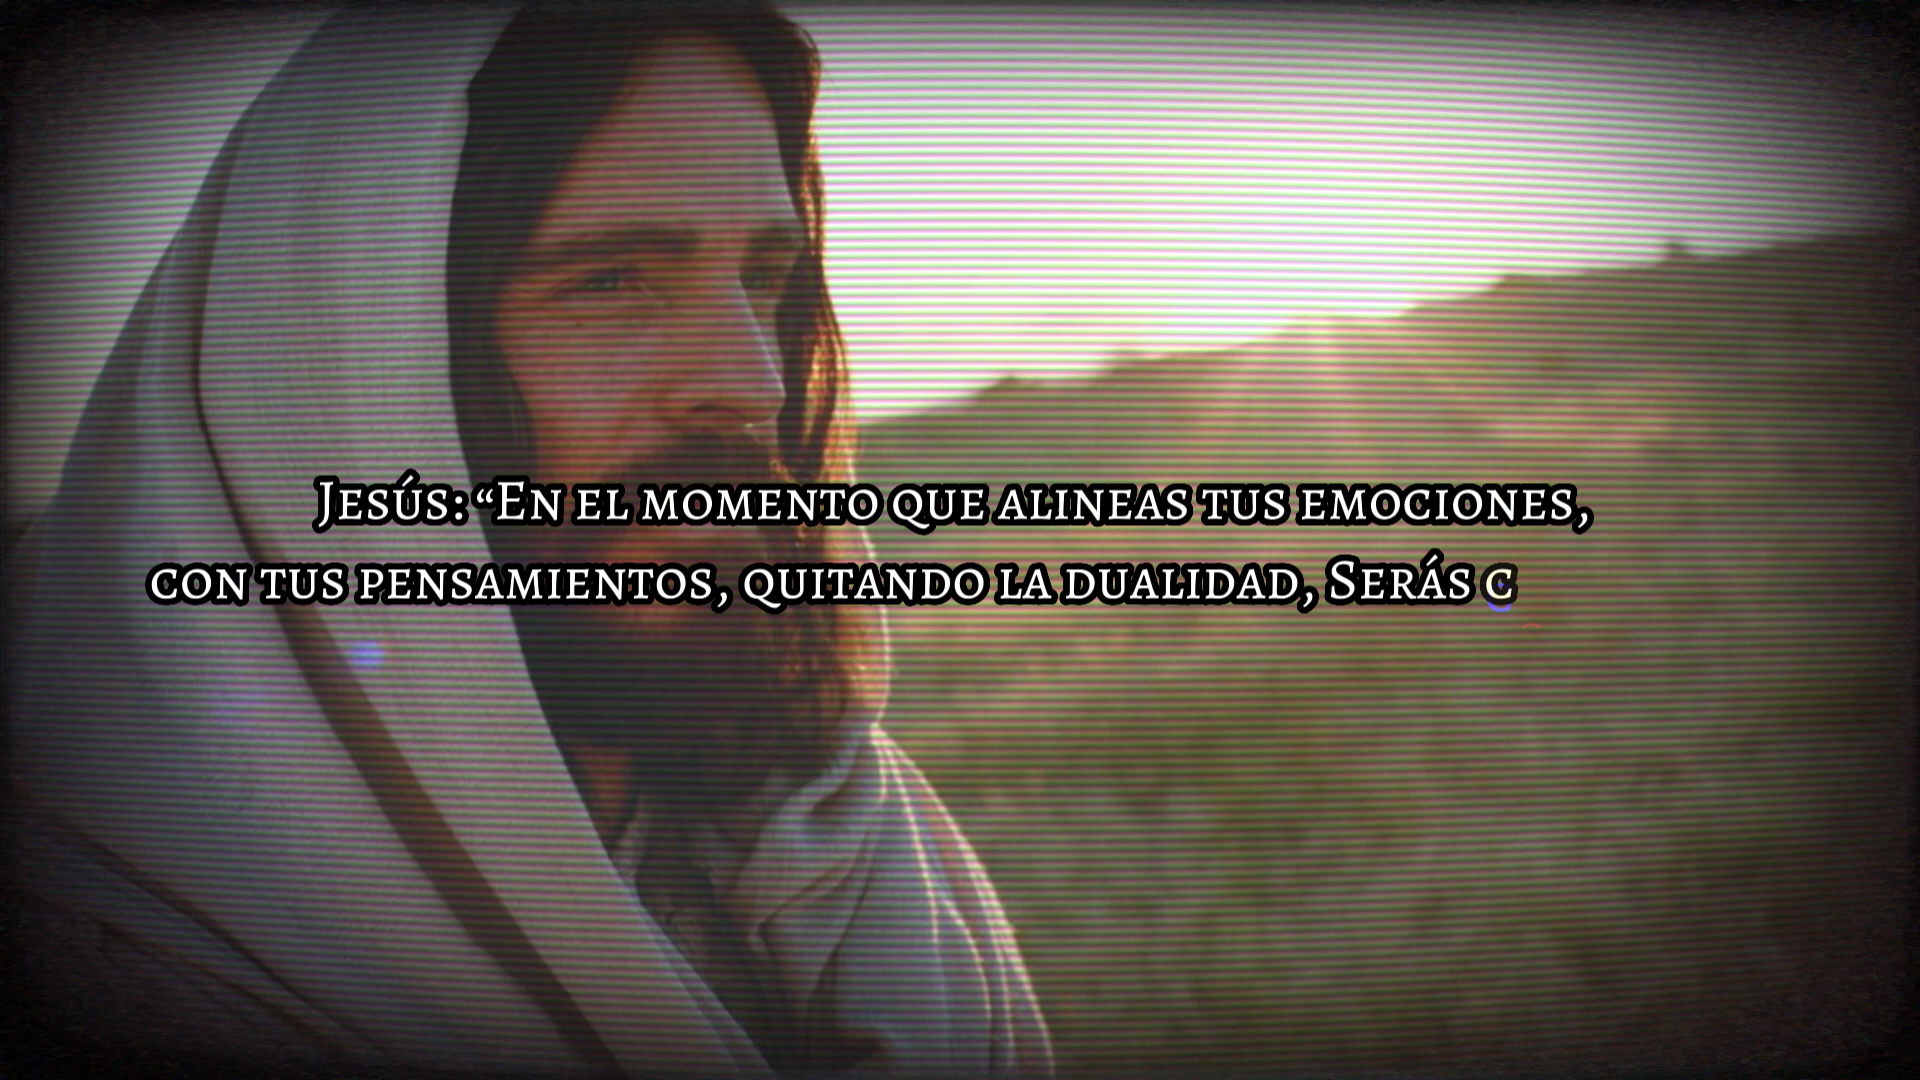 Jesús: “En el momento que alineas tus emociones,
con tus pensamientos, quitando la dualidad, Serás c